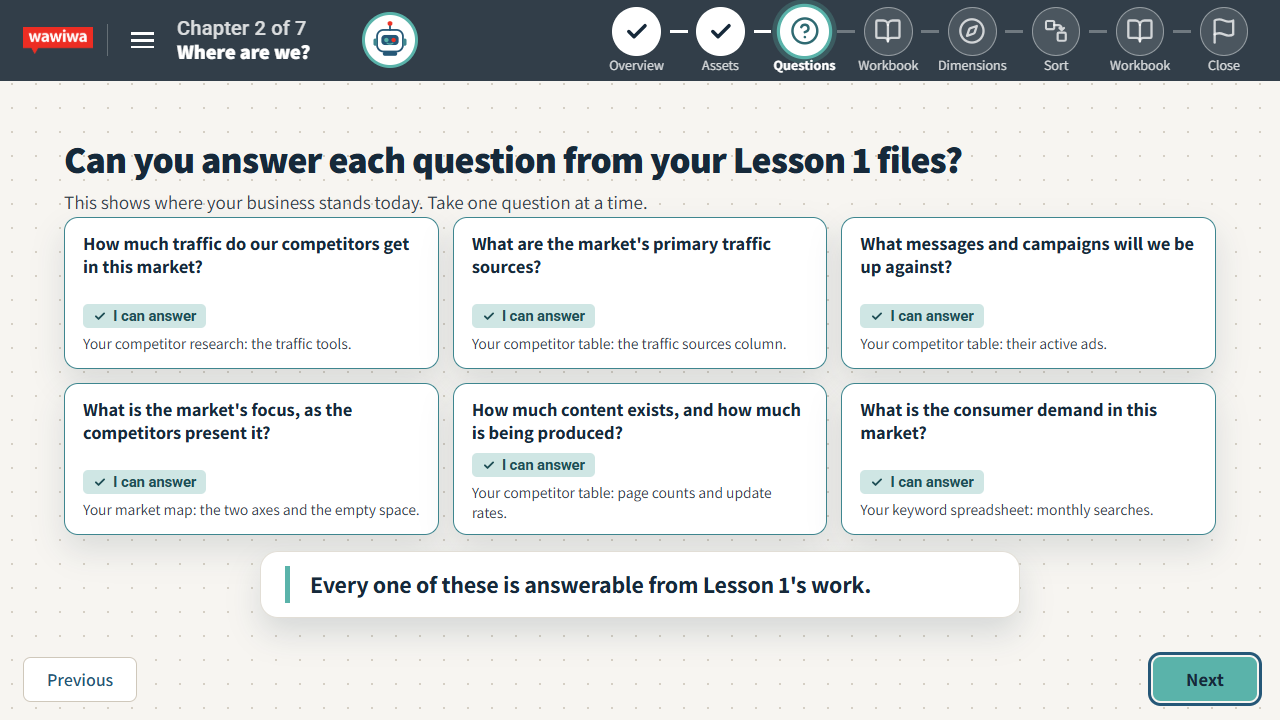 wawiwa
Chapter 2 of 7
Where are we?
Overview
Assets
Questions
Workbook
Dimensions
Sort
Workbook
Close
Can you answer each question from your Lesson 1 files?
This shows where your business stands today. Take one question at a time.
How much traffic do our competitors get
in this market?
I can answer
Your competitor research: the traffic tools.
What are the market's primary traffic
sources?
I can answer
Your competitor table: the traffic sources column.
What messages and campaigns will we be
up against?
I can answer
Your competitor table: their active ads.
What is the market's focus, as the
competitors present it?
I can answer
Your market map: the two axes and the empty space.
How much content exists, and how much
is being produced?
I can answer
Your competitor table: page counts and update
rates.
What is the consumer demand in this
market?
I can answer
Your keyword spreadsheet: monthly searches.
Every one of these is answerable from Lesson 1's work.
Previous
Next